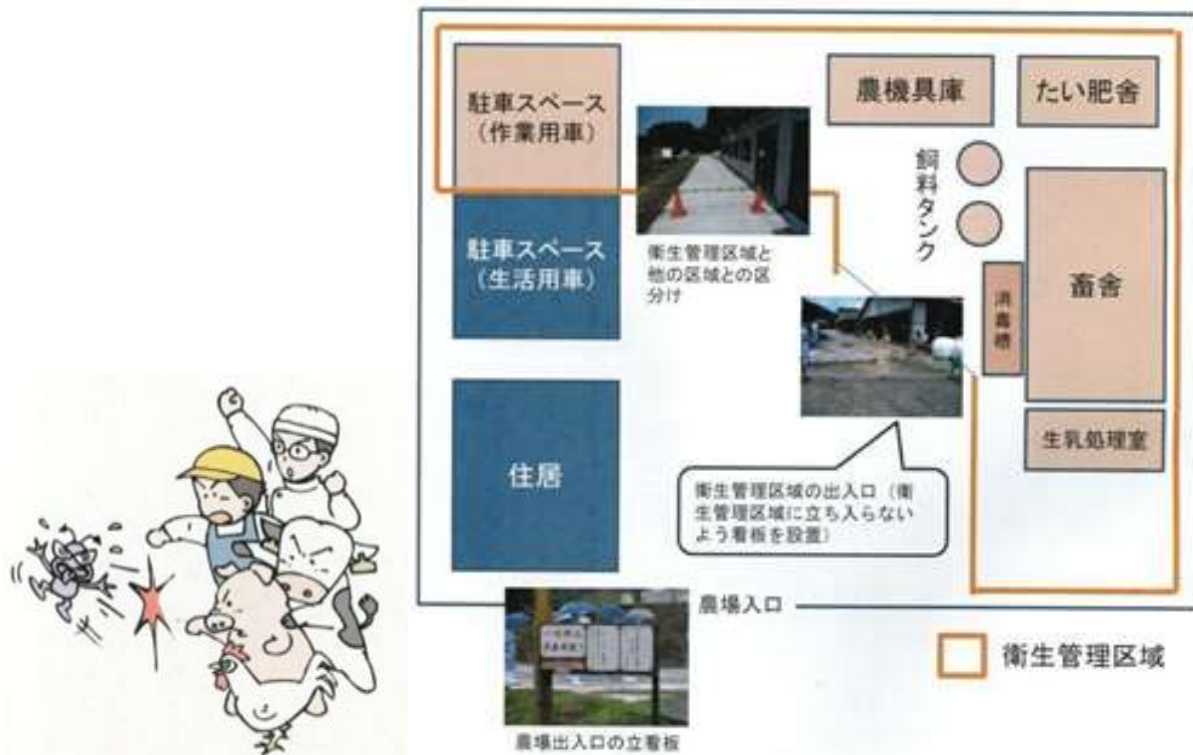 駐車スペース
（作業用車）
農機具庫
たい肥舎
飼料タンク
衛生管理区域と
他の区域との区
分け
駐車スペース
（生活用車）
消毒槽
畜舎
生乳処理室
住居
衛生管理区域の出入口（衛
生管理区域に立ち入らない
よう看板を設置）
農場入口
衛生管理区域
農場出入口の立看板